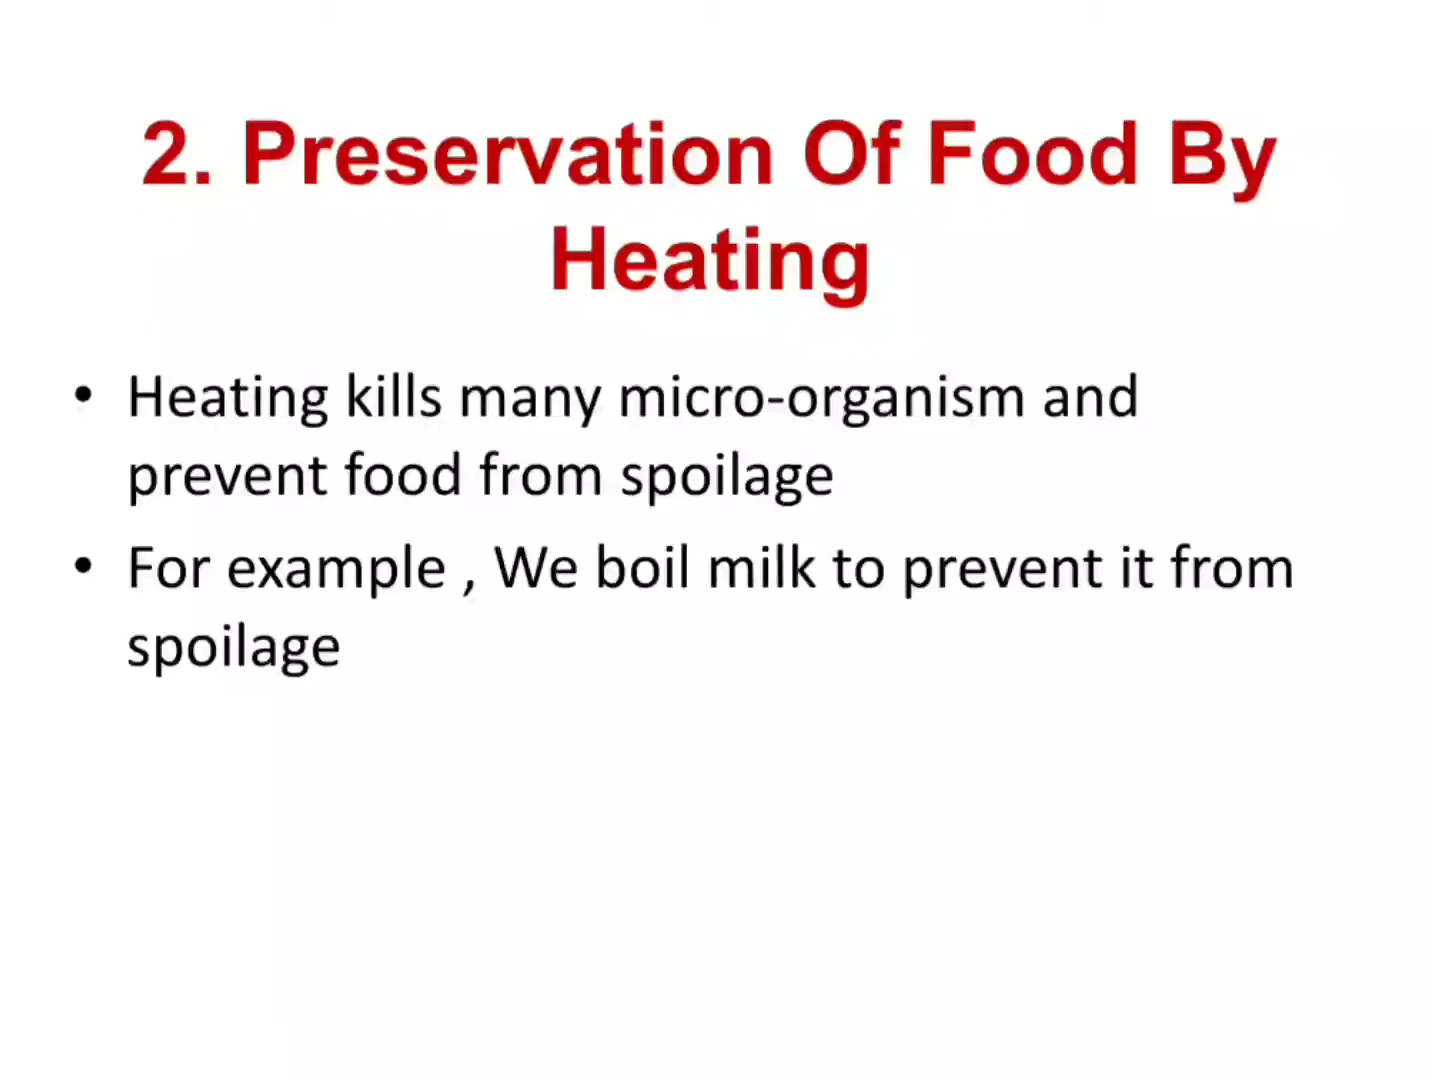 2. Preservation Of Food By
Heating
• Heating kills many micro-organism and
prevent food from spoilage
• For example , We boil milk to prevent it from
spoilage